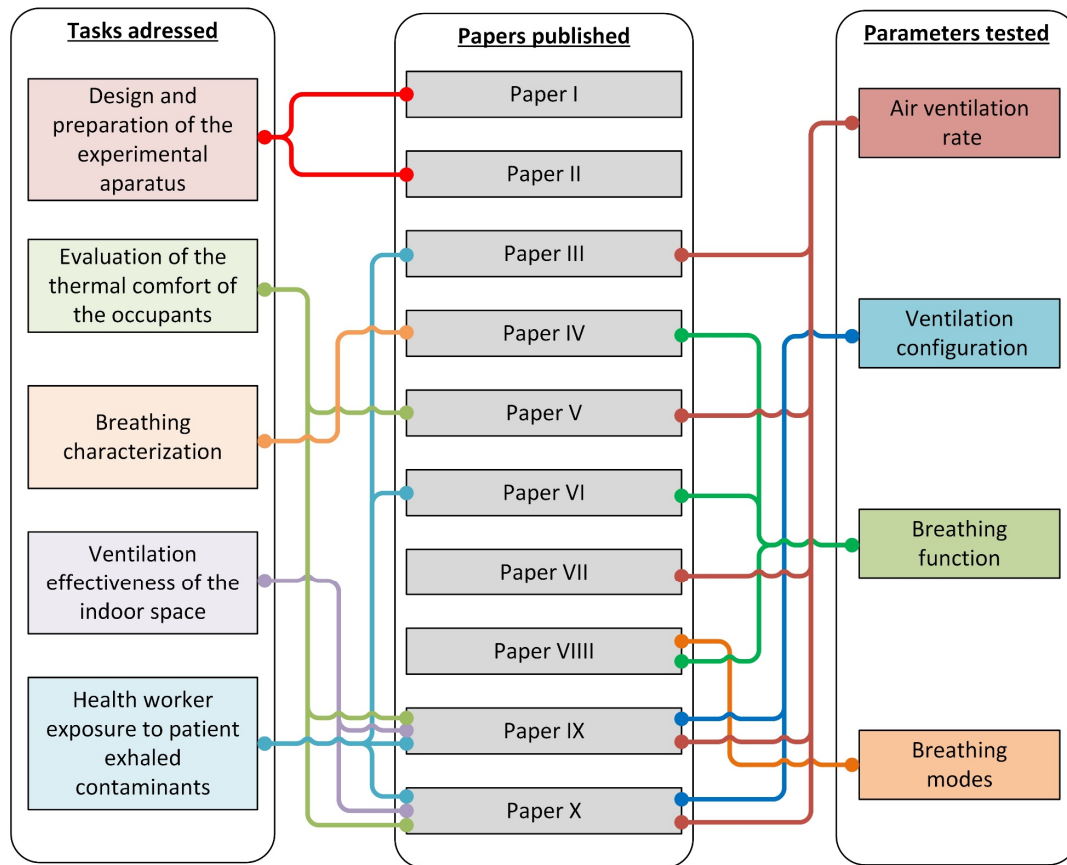 Tasks adressed
Design and
preparation of the
experimental
apparatus
Evaluation of the
thermal comfort of
the occupants
Breathing
characterization
Ventilation
effectiveness of the
indoor space
Health worker
exposure to patient
exhaled
contaminants
Papers published
Paper I
Paper II
Paper III
Paper IV
Paper V
Paper VI
Paper VII
Paper VIIII
Paper IX
Paper X
Parameters tested
Air ventilation
rate
Ventilation
configuration
Breathing
function
Breathing
modes